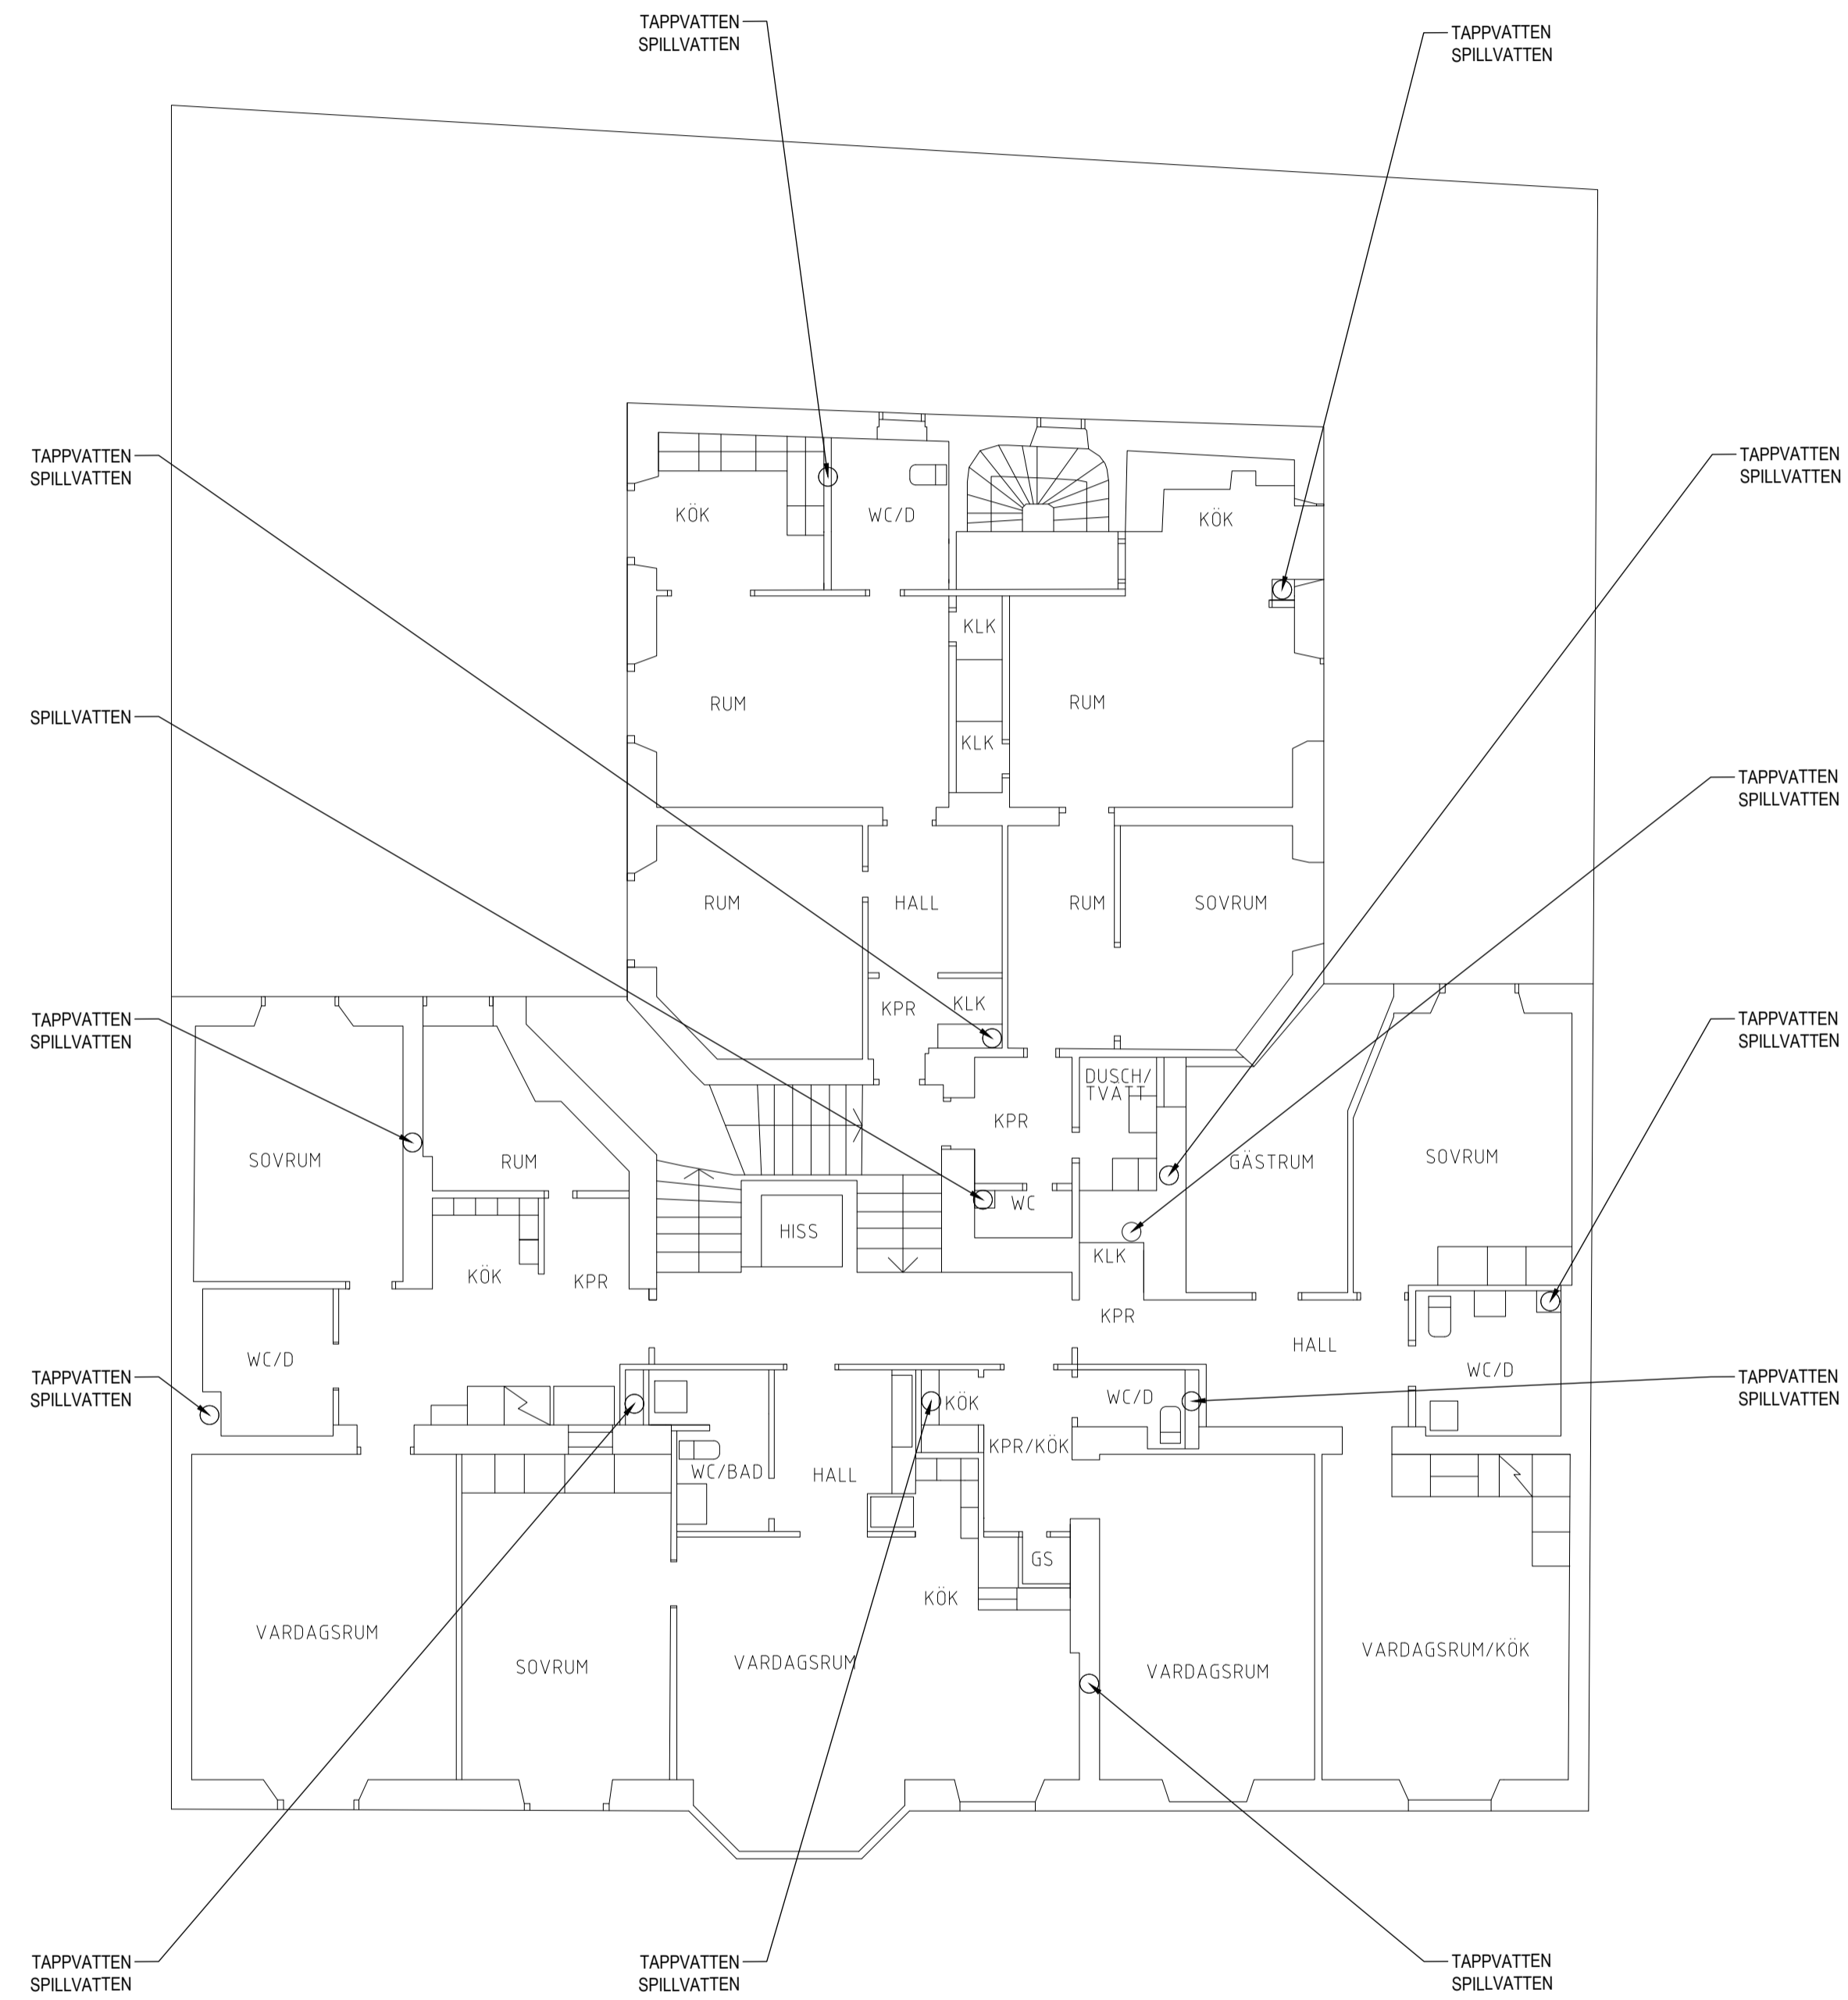 TAPPVATTEN
SPILLVATTEN
TAPPVATTEN
SPILLVATTEN
TAPPVATTEN
SPILLVATTEN
TAPPVATTEN
SPILLVATTEN
KÖK
WC/D
KÖK
KLK
RUM
RUM
SPILLVATTEN
KLK
TAPPVATTEN
SPILLVATTEN
RUM
HALL
RUM
SOVRUM
KPR
KLK
TAPPVATTEN
SPILLVATTEN
TAPPVATTEN
SPILLVATTEN
DUSCH/
TVÄTT
KPR
SOVRUM
RUM
GÄSTRUM
SOVRUM
WC
HISS
KLK
KÖK
KPR
KPR
HALL
WC/D
WC/D
TAPPVATTEN
SPILLVATTEN
KÖK
WC/D
TAPPVATTEN
SPILLVATTEN
KPR/KÖK
WC/BAD
HALL
GS
KÖK
VARDAGSRUM
SOVRUM
VARDAGSRUM
VARDAGSRUM
VARDAGSRUM/KÖK
TAPPVATTEN
SPILLVATTEN
TAPPVATTEN
SPILLVATTEN
TAPPVATTEN
SPILLVATTEN